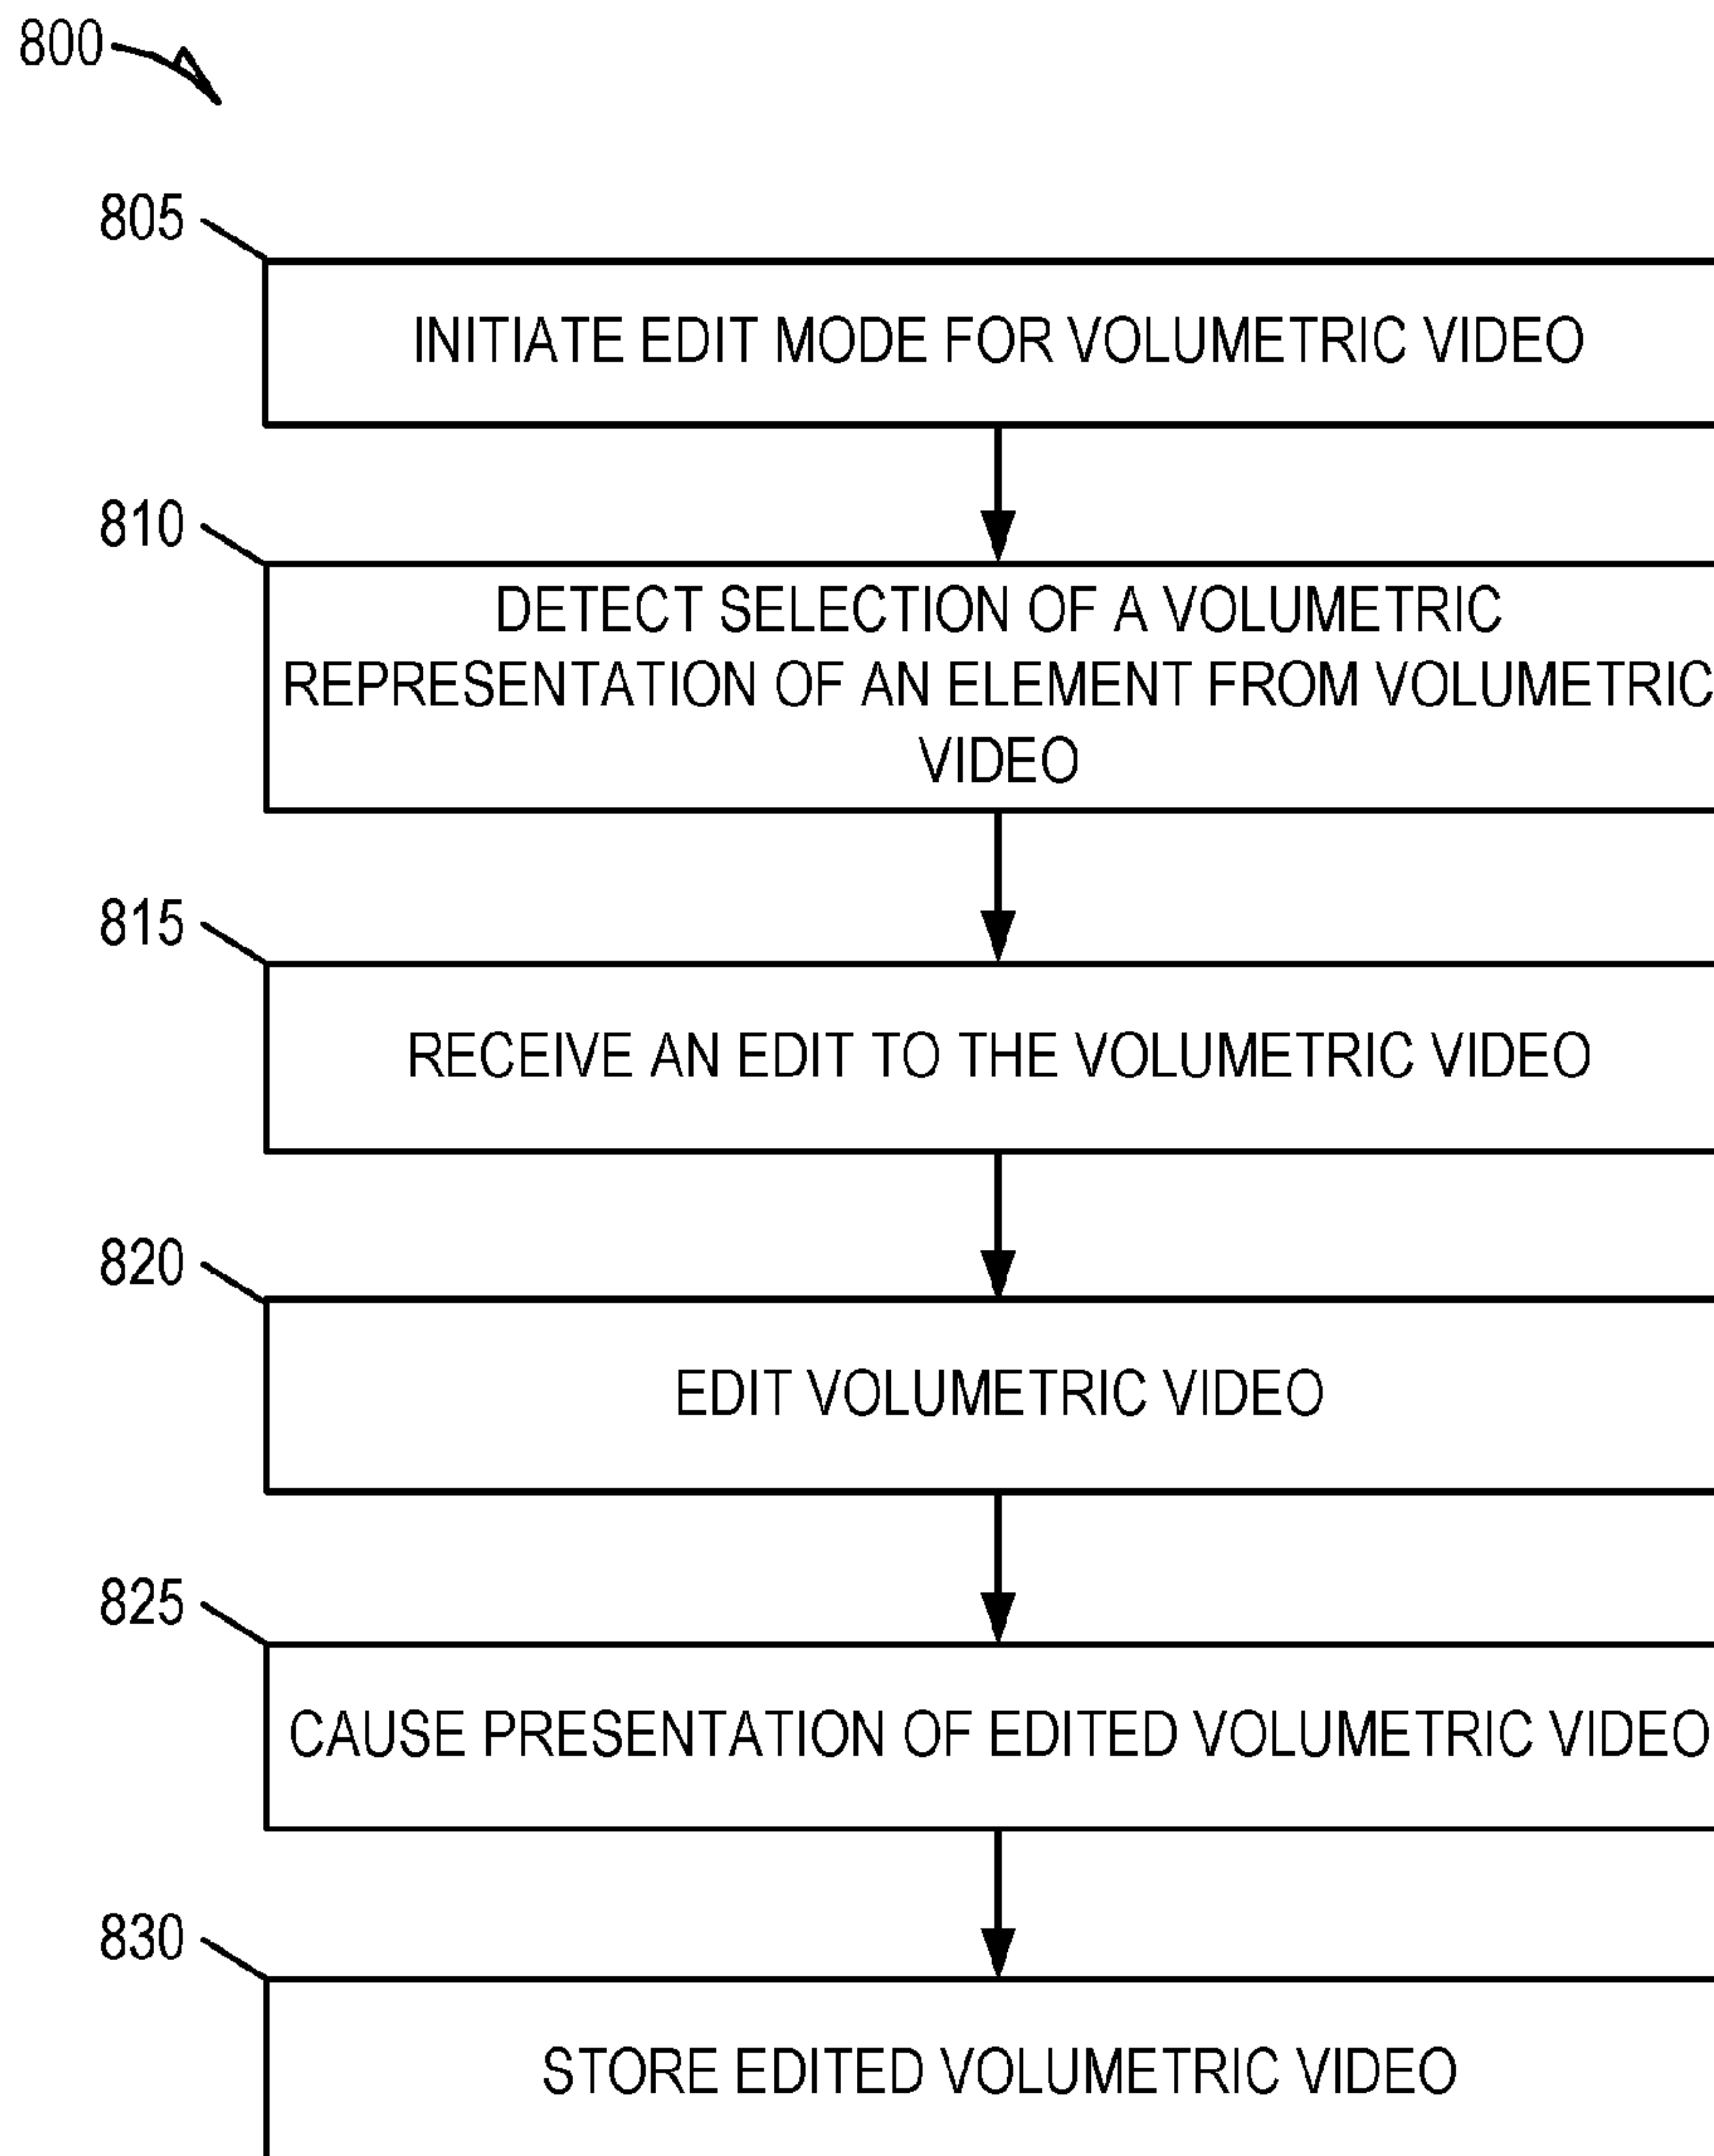 800
805
INITIATE EDIT MODE FOR VOLUMETRIC VIDEO
810
DETECT SELECTION OF A VOLUMETRIC
REPRESENTATION OF AN ELEMENT FROM VOLUMETRIC
VIDEO
815
RECEIVE AN EDIT TO THE VOLUMETRIC VIDEO
820
EDIT VOLUMETRIC VIDEO
825
CAUSE PRESENTATION OF EDITED VOLUMETRIC VIDEO
830
STORE EDITED VOLUMETRIC VIDEO